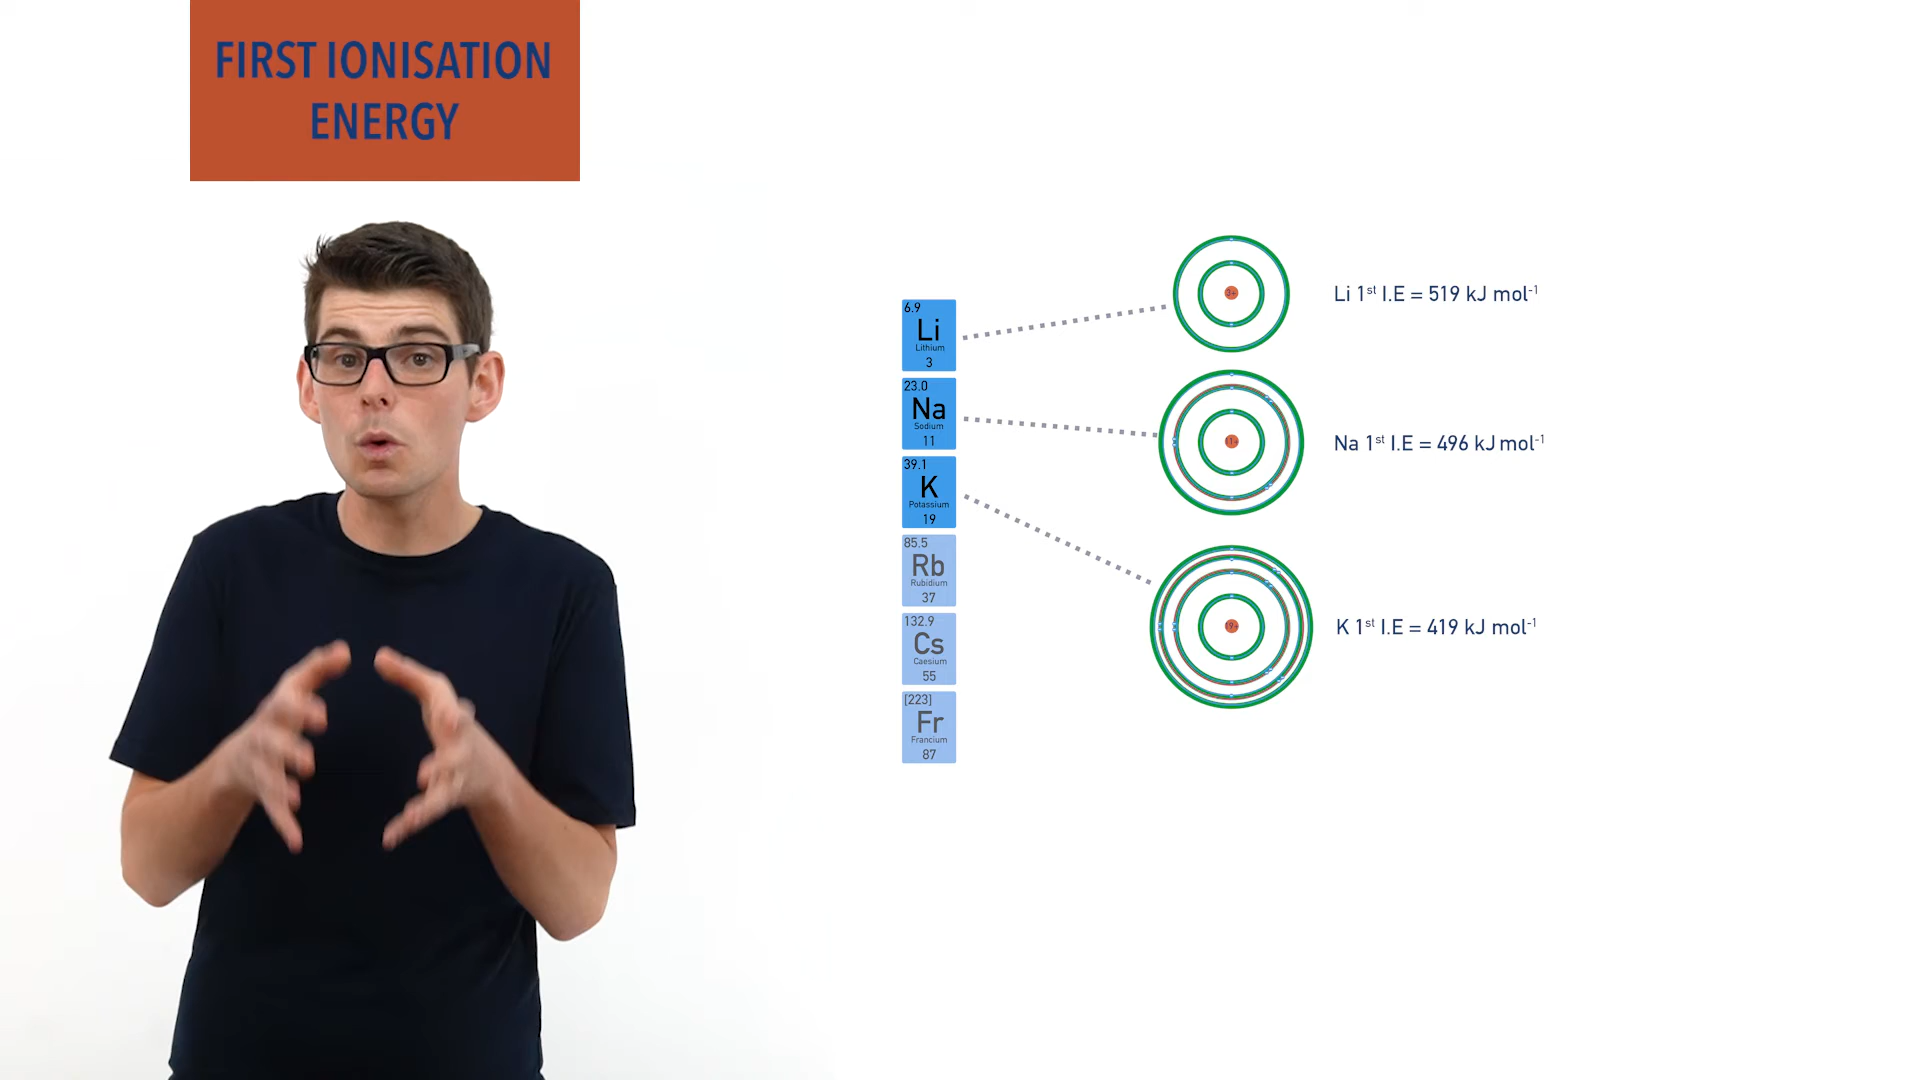 FIRST IONISATION
ENERGY
6.9
Li
Lithium
3
23.0
Na
Sodium
11
39.1
K
Potassium
19
85.5
Rb
Rubidium
37
132.9
Cs
Caesium
55
[223]
Fr
Francium
87
3+
19+
Li 1st I.E = 519 kJ mol-1
Na 1st I.E = 496 kJ mol-1
K 1st I.E = 419 kJ mol-1